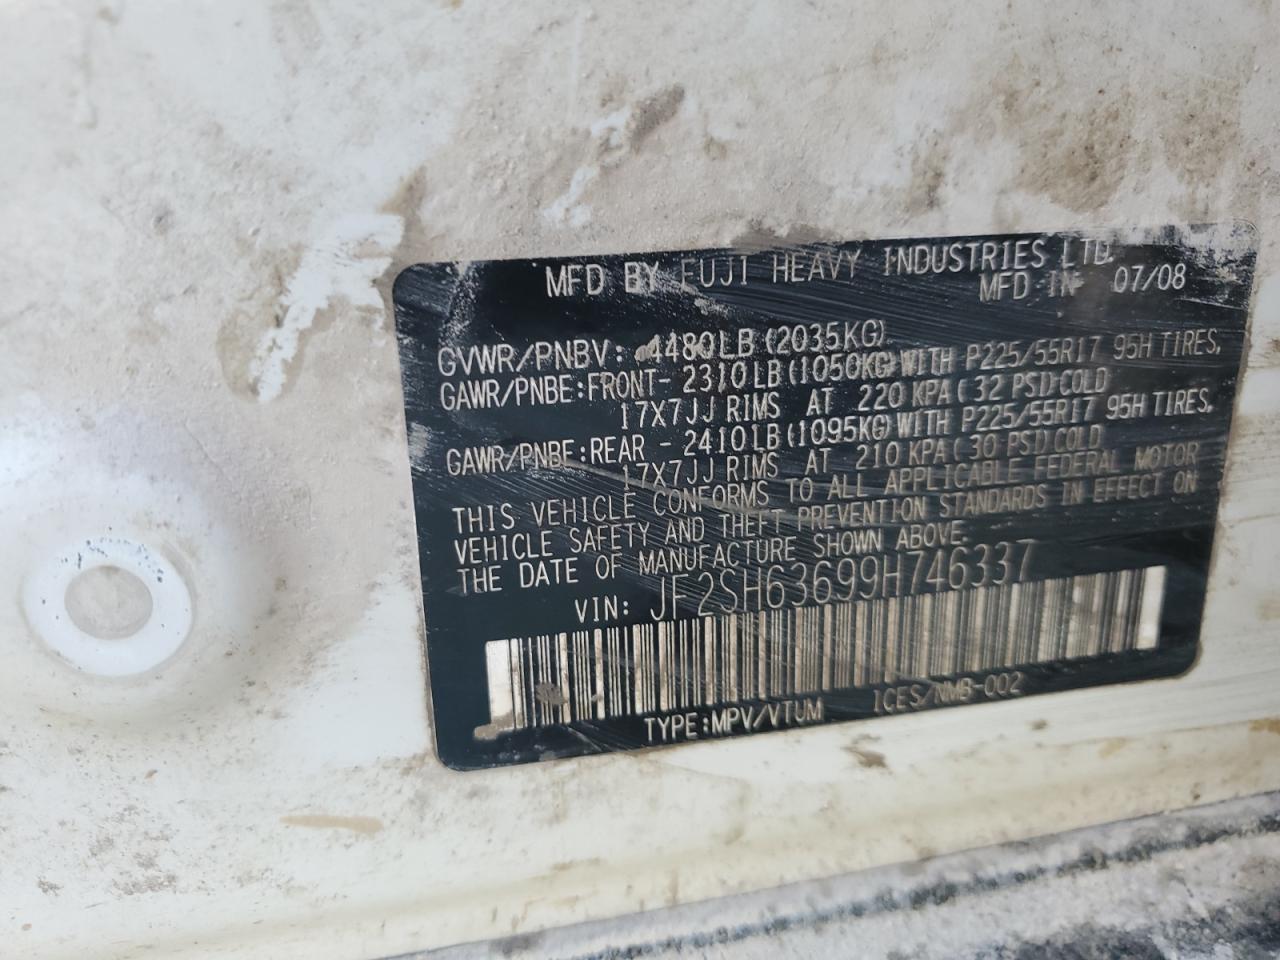 MFD BY FUJI HEAVY INDUSTRIES LTD.
MFD IN 07/08
GVWR/PNBV: 4480LB (2035KG)
GAWR/PNBE: FRONT- 2310LB (1050KG) WITH P225/55R17 95H TIRES,
17X7JJ RIMS AT 220 KPA (32 PSI) COLD
GAWR/PNBE: REAR - 2410LB (1095KG) WITH P225/55R17 95H TIRES,
17X7JJ RIMS AT 210 KPA (30 PSI) COLD
THIS VEHICLE CONFORMS TO ALL APPLICABLE FEDERAL MOTOR
VEHICLE SAFETY AND THEFT PREVENTION STANDARDS IN EFFECT ON
THE DATE OF MANUFACTURE SHOWN ABOVE.
VIN: JF2SH63699H746337
TYPE: MPV/VTUM ICES/NMB-002